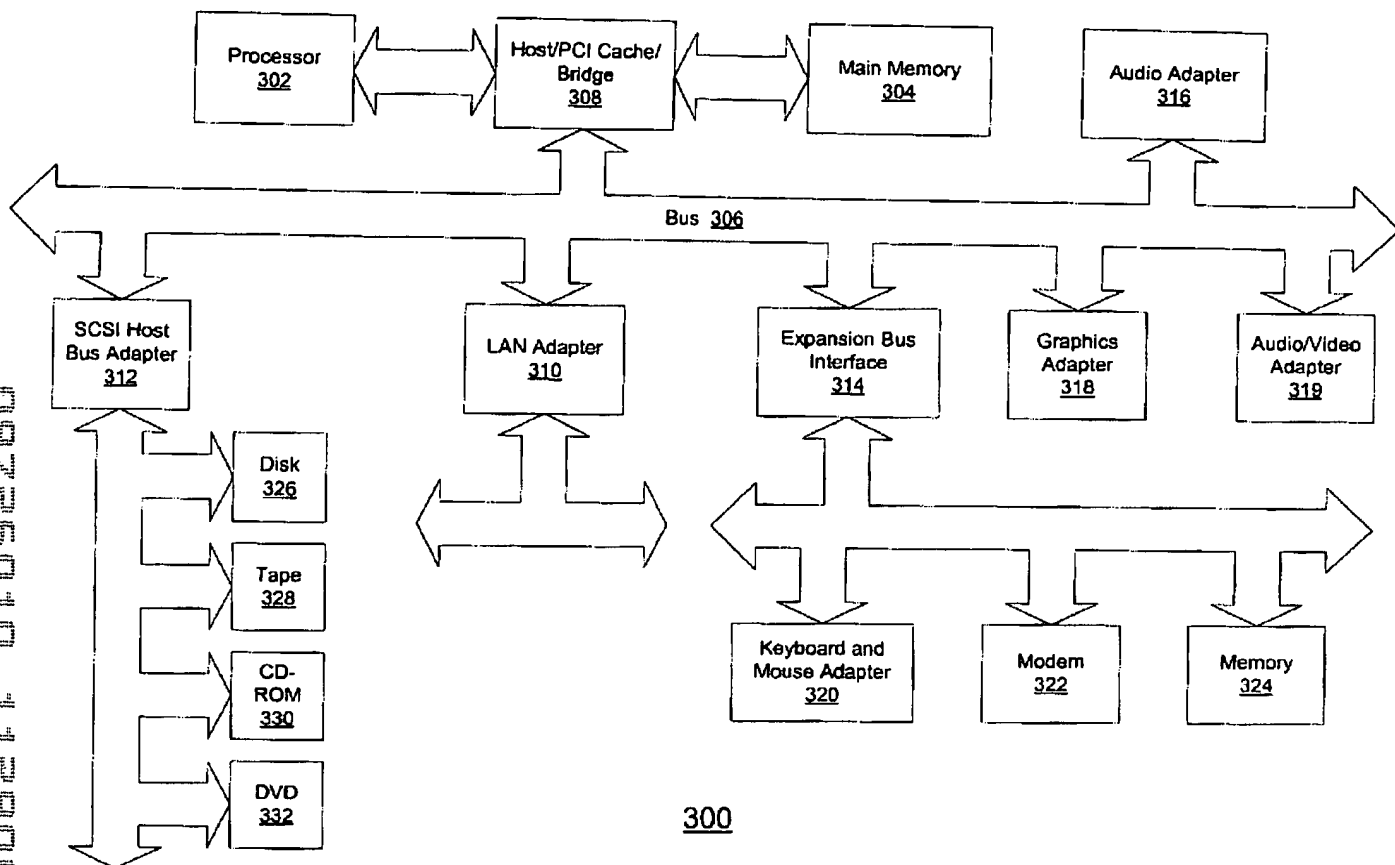 Processor
302
Host/PCI Cache/
Bridge
308
Main Memory
304
Audio Adapter
316
Bus 306
SCSI Host
Bus Adapter
312
LAN Adapter
310
Expansion Bus
Interface
314
Graphics
Adapter
318
Audio/Video
Adapter
319
Disk
326
Tape
328
CD-
ROM
330
DVD
332
Keyboard and
Mouse Adapter
320
Modem
322
Memory
324
300